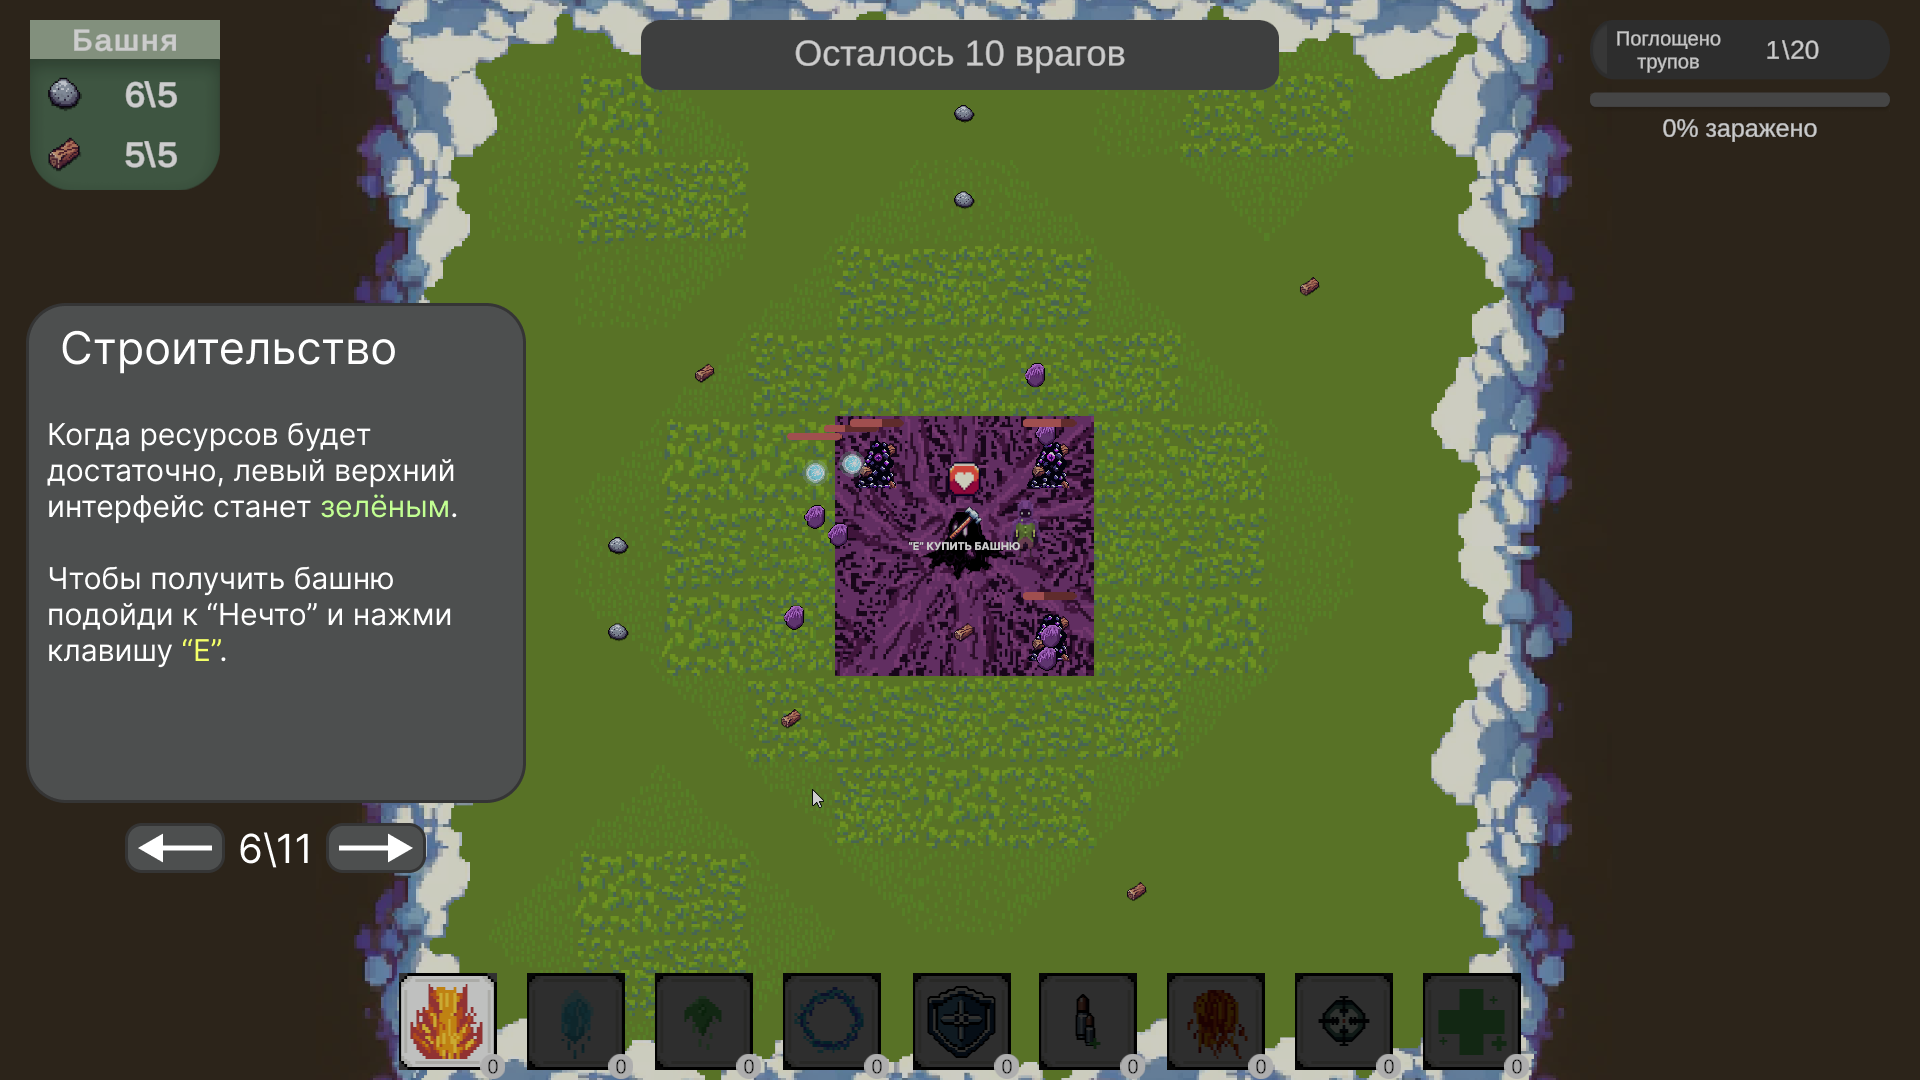 Башня
6\5
5\5
Осталось 10 врагов
Поглощено
трупов
1\20
0% заражено
Строительство
Когда ресурсов будет
достаточно, левый верхний
интерфейс станет зелёным.
Чтобы получить башню
подойди к “Нечто” и нажми
клавишу “Е”.
6\11
"Е" КУПИТЬ БАШНЮ
0
0
0
0
0
0
0
0
0